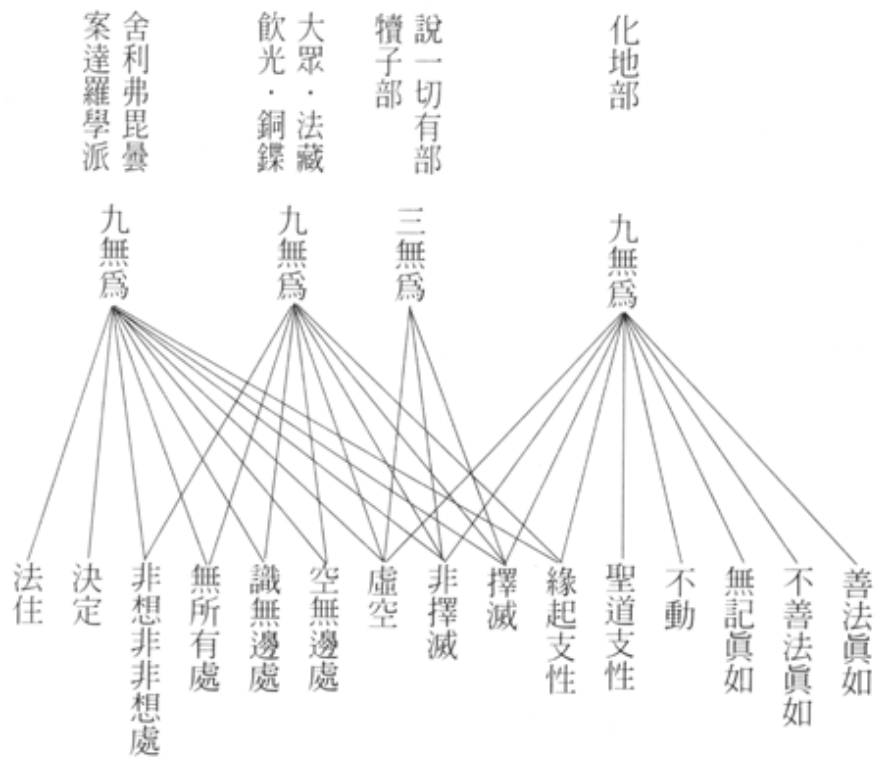 化地部
九無爲
說一切有部
犢子部
三無爲
大眾．法藏
飲光．銅鍱
九無爲
舍利弗毘曇
案達羅學派
九無爲
善法眞如
不善法眞如
無記眞如
不動
聖道支性
緣起支性
擇滅
非擇滅
虛空
空無邊處
識無邊處
無所有處
非想非非想處
決定
法住